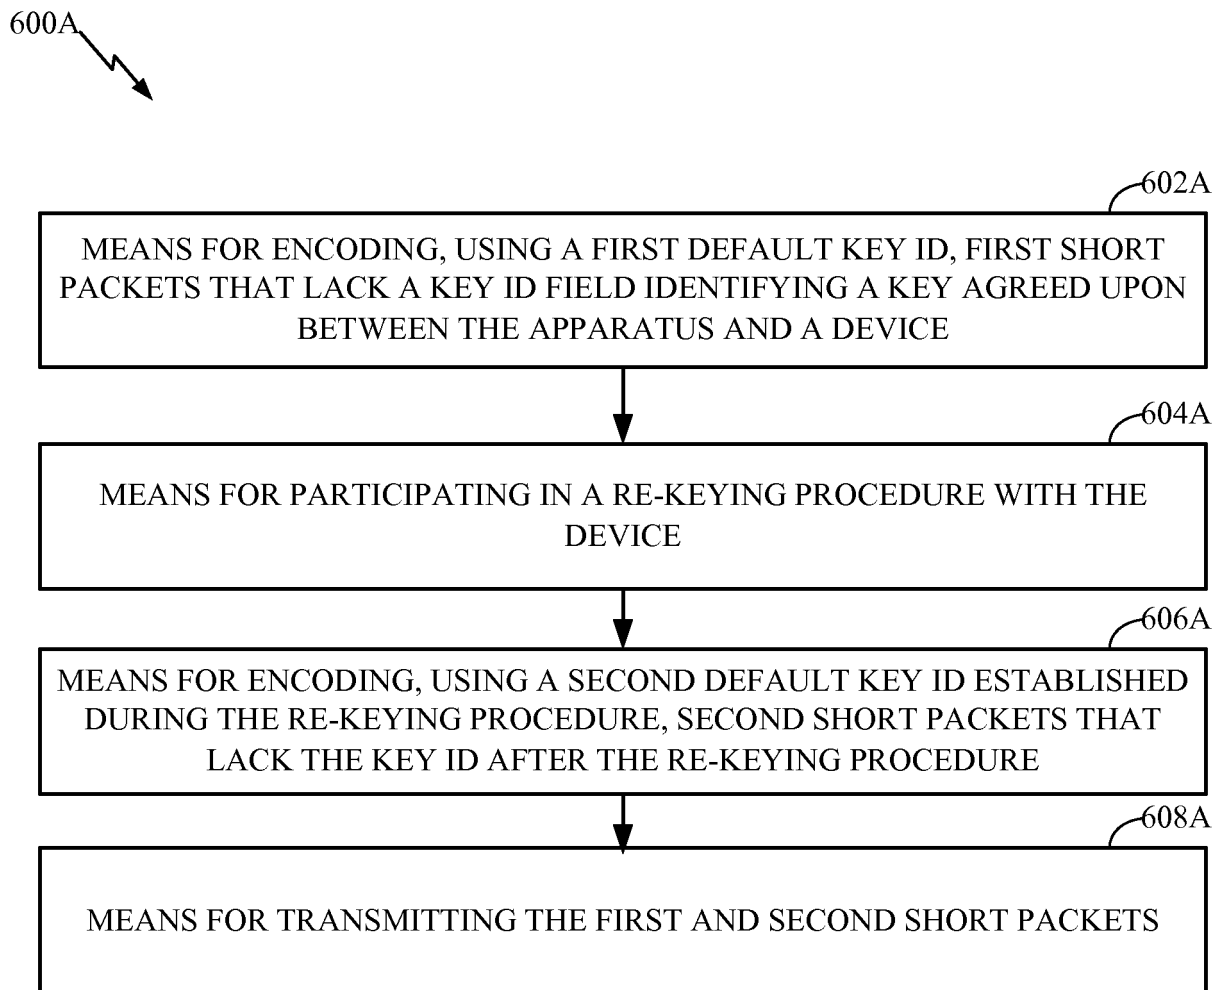 600A
602A
MEANS FOR ENCODING, USING A FIRST DEFAULT KEY ID, FIRST SHORT
PACKETS THAT LACK A KEY ID FIELD IDENTIFYING A KEY AGREED UPON
BETWEEN THE APPARATUS AND A DEVICE
604A
MEANS FOR PARTICIPATING IN A RE-KEYING PROCEDURE WITH THE
DEVICE
606A
MEANS FOR ENCODING, USING A SECOND DEFAULT KEY ID ESTABLISHED
DURING THE RE-KEYING PROCEDURE, SECOND SHORT PACKETS THAT
LACK THE KEY ID AFTER THE RE-KEYING PROCEDURE
608A
MEANS FOR TRANSMITTING THE FIRST AND SECOND SHORT PACKETS